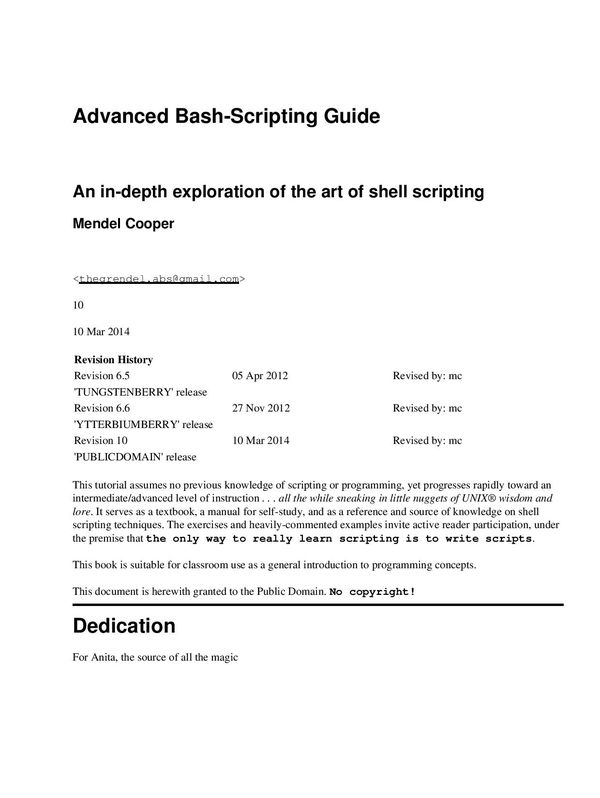 Advanced Bash-Scripting Guide
An in-depth exploration of the art of shell scripting
Mendel Cooper
<thegrendel.abs@gmail.com>
10
10 Mar 2014
Revision History
Revision 6.5 05 Apr 2012 Revised by: mc
'TUNGSTENBERRY' release
Revision 6.6 27 Nov 2012 Revised by: mc
'YTTERBIUMBERRY' release
Revision 10 10 Mar 2014 Revised by: mc
'PUBLICDOMAIN' release
This tutorial assumes no previous knowledge of scripting or programming, yet progresses rapidly toward an
intermediate/advanced level of instruction . . . all the while sneaking in little nuggets of UNIX® wisdom and
lore. It serves as a textbook, a manual for self-study, and as a reference and source of knowledge on shell
scripting techniques. The exercises and heavily-commented examples invite active reader participation, under
the premise that the only way to really learn scripting is to write scripts.
This book is suitable for classroom use as a general introduction to programming concepts.
This document is herewith granted to the Public Domain. No copyright!
Dedication
For Anita, the source of all the magic